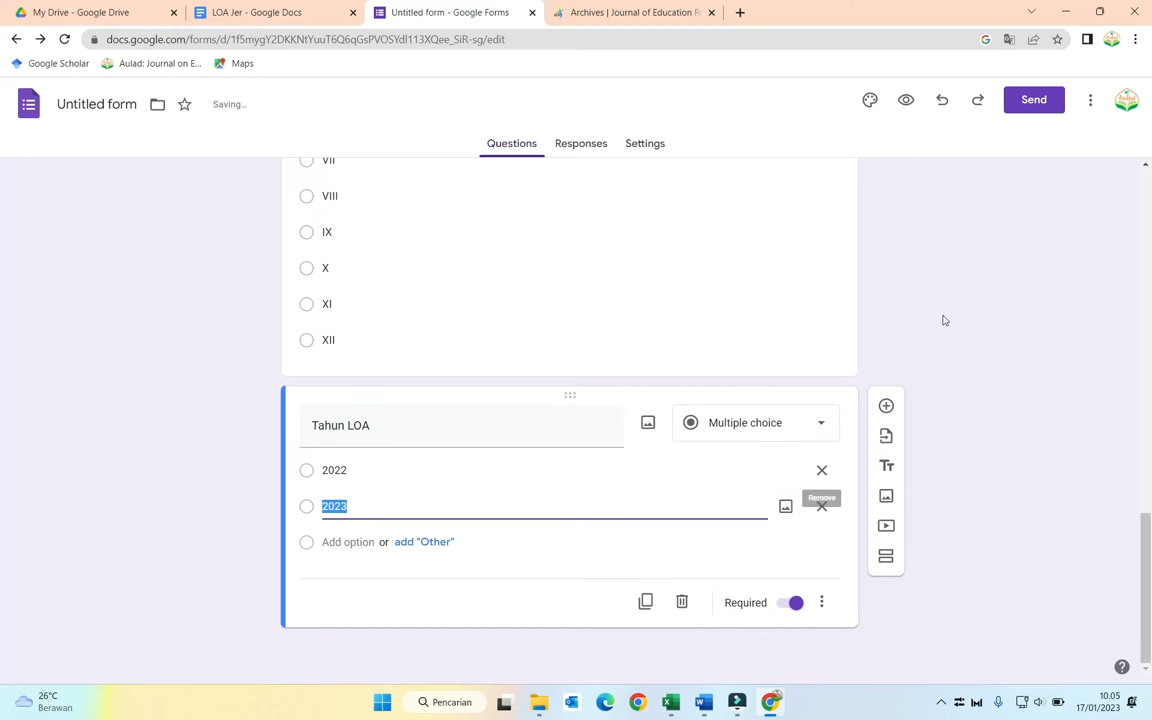 My Drive - Google Drive
LOA Jer - Google Docs
Untitled form - Google Forms
Archives | Journal of Education R
docs.google.com/forms/d/1f5mygY2DKKNtYuuT6Q6qGsPVOSYdI113XQee_SiR-sg/edit
Google Scholar
Aulad: Journal on E...
Maps
Untitled form
Saving...
Send
Questions
Responses
Settings
VII
VIII
IX
X
XI
XII
Tahun LOA
Multiple choice
2022
2023
Remove
Add option or add "Other"
Required
26°C
Berawan
Pencarian
10.05
17/01/2023